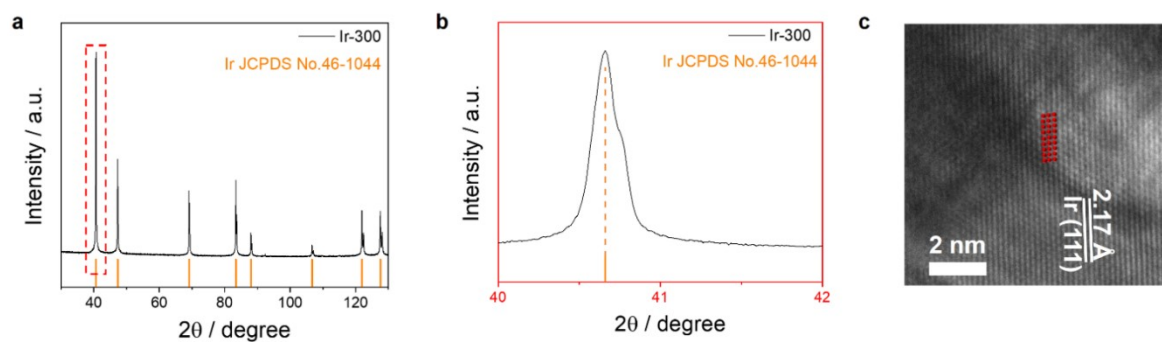 a
Ir-300
Ir JCPDS No.46-1044
Intensity / a.u.
40
60
80
100
120
2θ / degree
b
Ir-300
Ir JCPDS No.46-1044
Intensity / a.u.
40
41
42
2θ / degree
c
2.17 Å
Ir (111)
2 nm